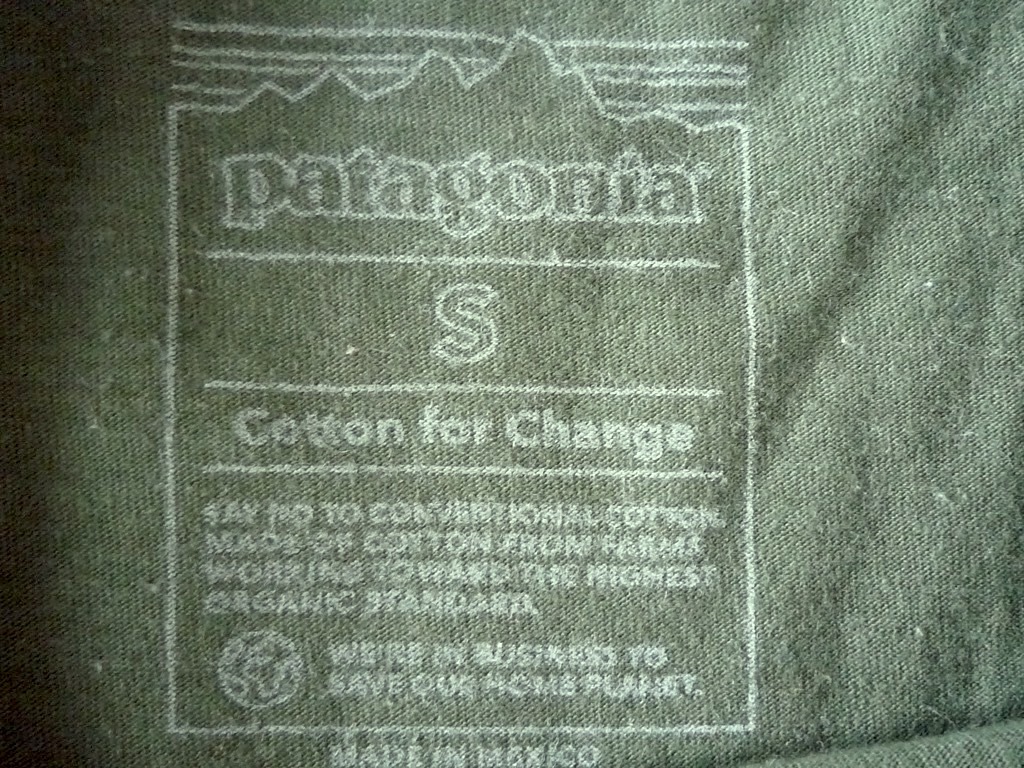 patagonia
S
Cotton for Change
SAY NO TO CONVENTIONAL COTTON.
MADE OF COTTON FROM FARMS
WORKING TOWARD THE HIGHEST
ORGANIC STANDARD.
WE'RE IN BUSINESS TO
SAVE OUR HOME PLANET.
MADE IN MEXICO